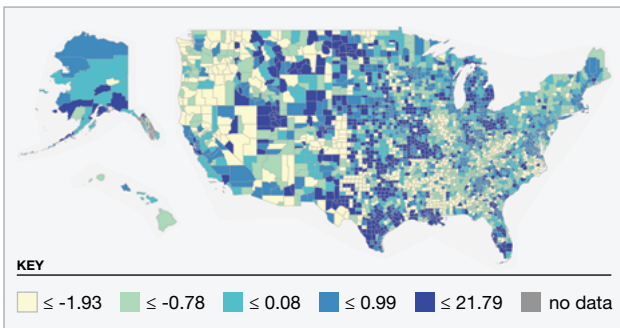 KEY
≤ -1.93 ≤ -0.78 ≤ 0.08 ≤ 0.99 ≤ 21.79 no data